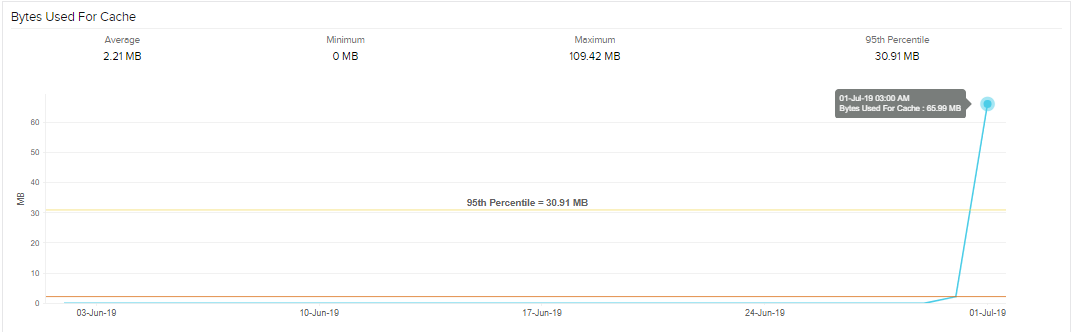 Bytes Used For Cache
Average Minimum Maximum 95th Percentile
2.21 MB 0 MB 109.42 MB 30.91 MB
01-Jul-19 03:00 AM
Bytes Used For Cache : 65.99 MB
60
50
40
MB
95th Percentile = 30.91 MB
30
20
10
0
03-Jun-19 10-Jun-19 17-Jun-19 24-Jun-19 01-Jul-19